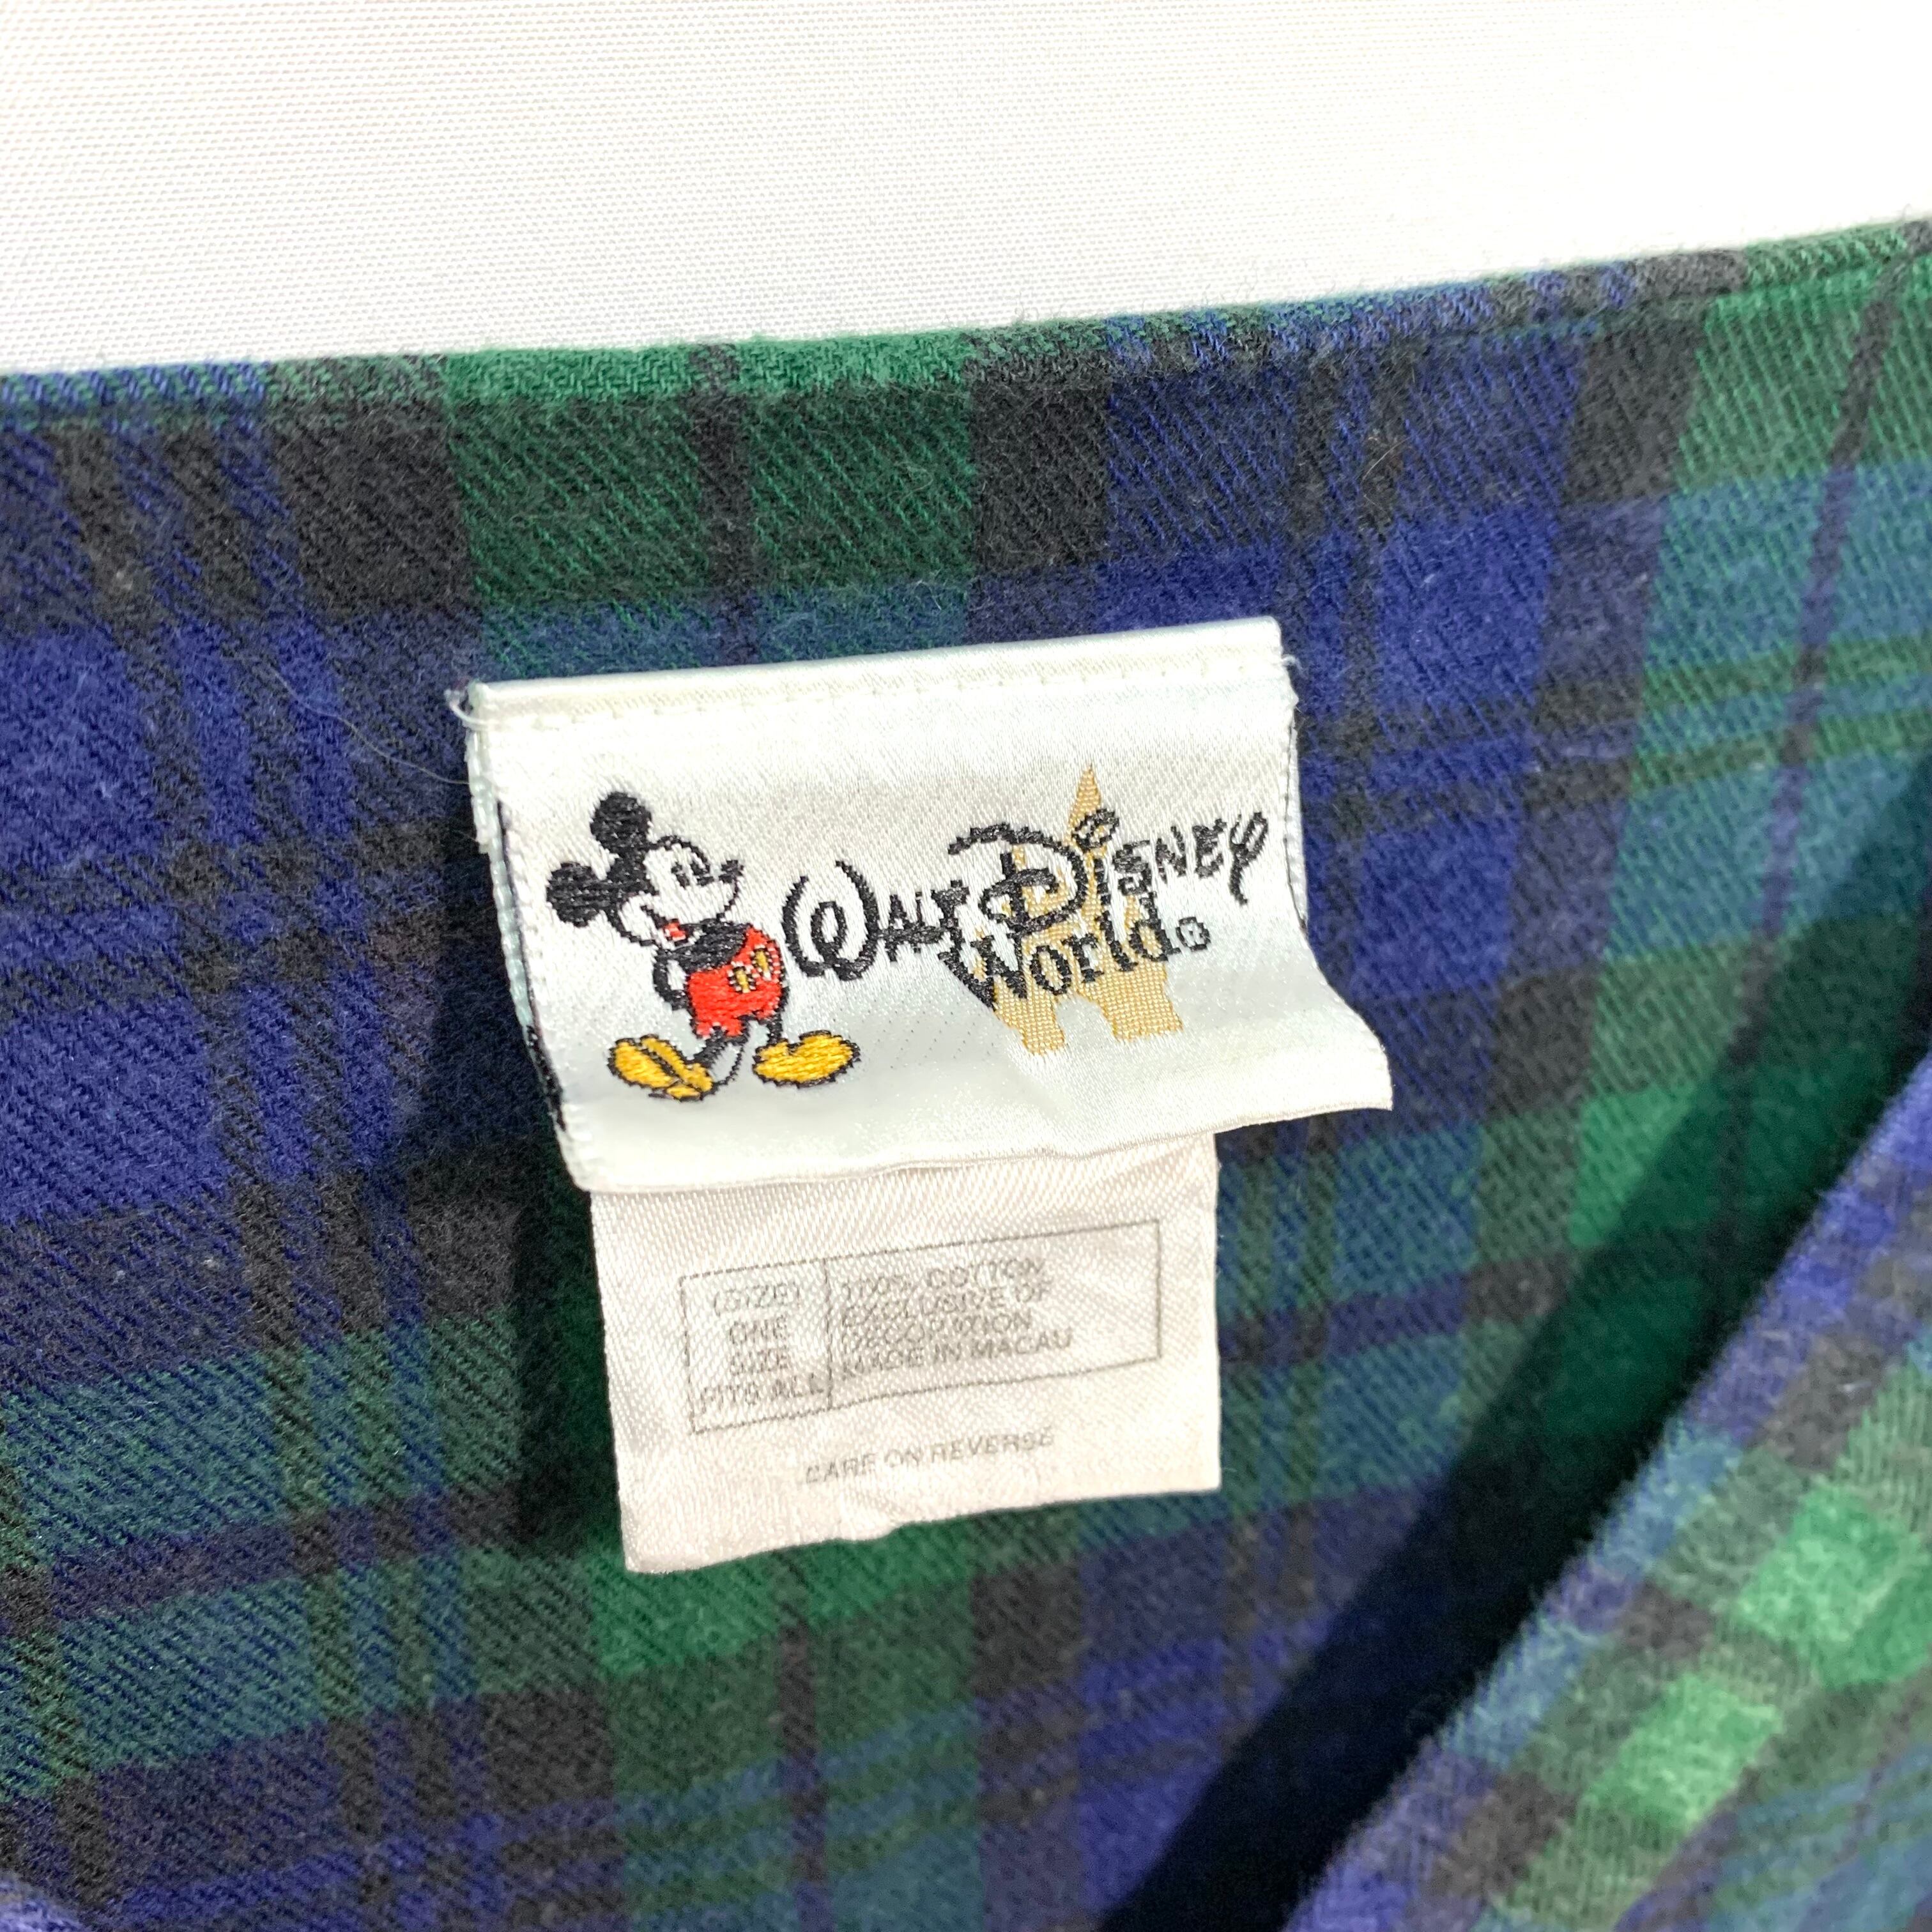 Walt Disney
World®
(SIZE)
ONE
SIZE
FITS ALL
100% COTTON
EXCLUSIVE OF
DECORATION
MADE IN MACAU
CARE ON REVERSE